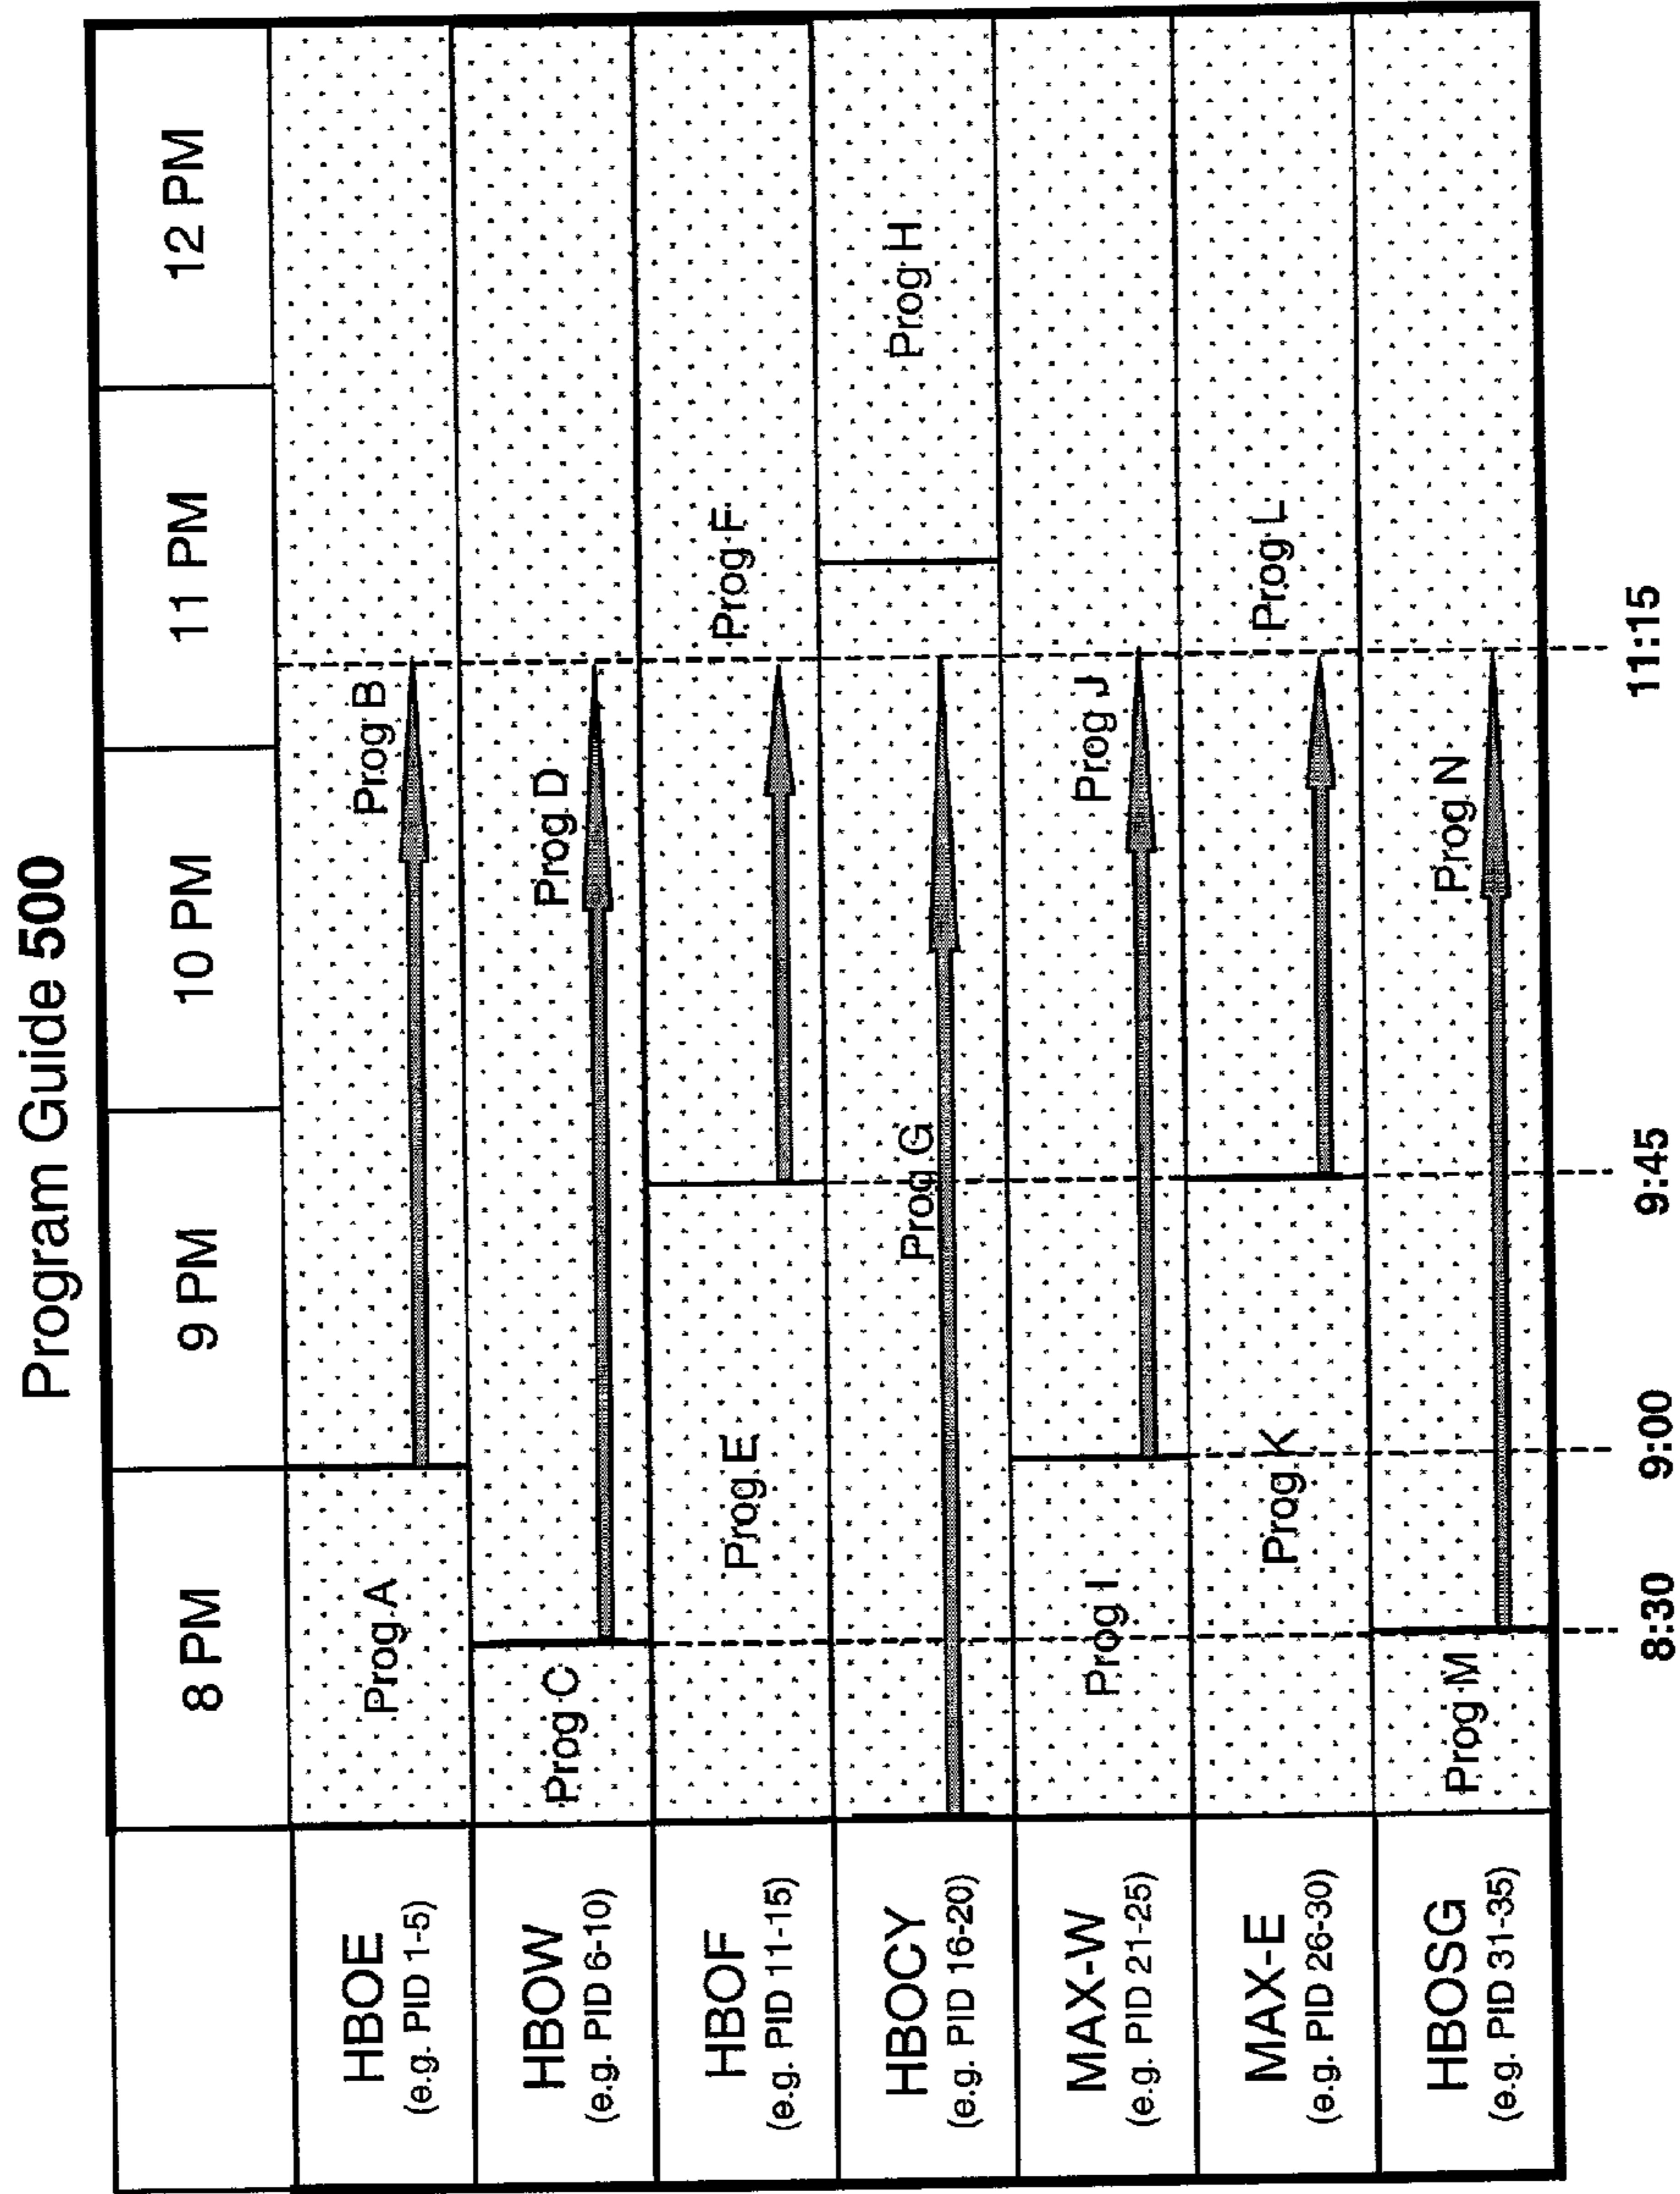 Program Guide 500
8 PM
9 PM
10 PM
11 PM
12 PM
HBOE
(e.g. PID 1-5)
Prog A
Prog B
HBOW
(e.g. PID 6-10)
Prog C
Prog D
HBOF
(e.g. PID 11-15)
Prog E
Prog F
HBOCY
(e.g. PID 16-20)
Prog G
Prog H
MAX-W
(e.g. PID 21-25)
Prog I
Prog J
MAX-E
(e.g. PID 26-30)
Prog K
Prog L
HBOSG
(e.g. PID 31-35)
Prog M
Prog N
8:30
9:00
9:45
11:15